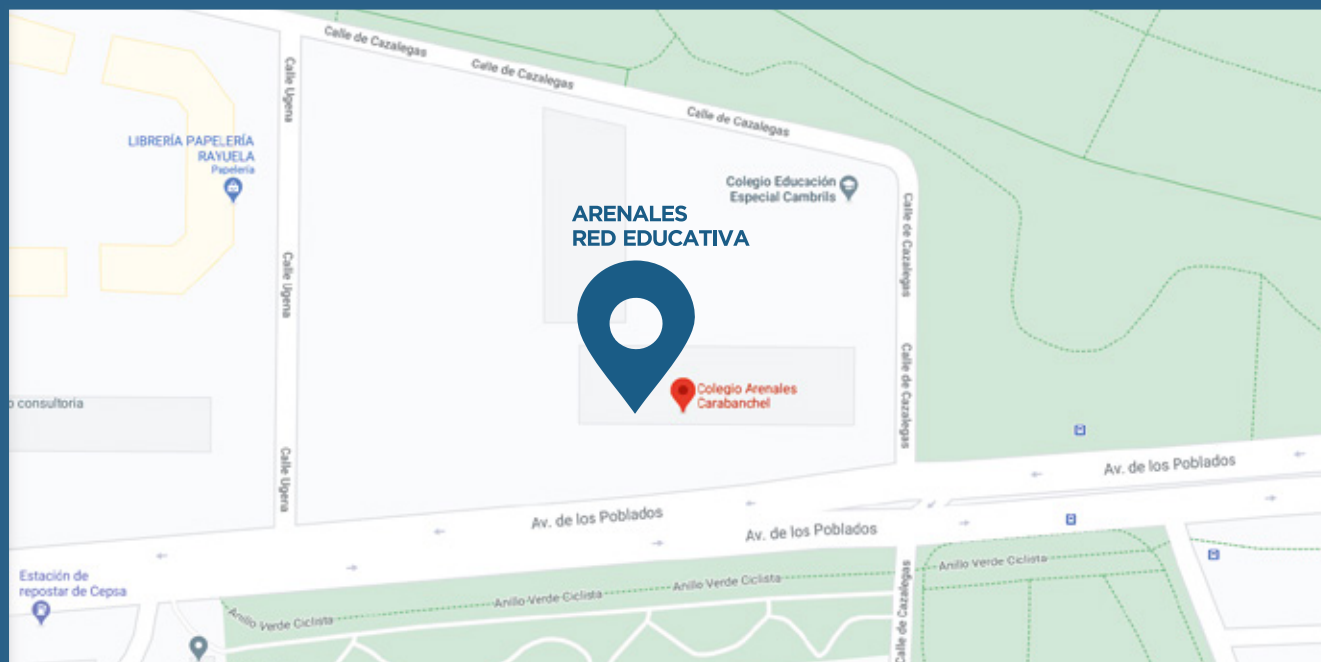 Calle de Cazalegas
Calle de Cazalegas
Calle de Cazalegas
Calle Ugena
LIBRERÍA PAPELERÍA
RAYUELA
Papelería
Colegio Educación
Especial Cambrils
ARENALES
RED EDUCATIVA
Calle de Cazalegas
Calle Ugena
Colegio Arenales
Carabanchel
Calle de Cazalegas
consultoria
Calle Ugena
Av. de los Poblados
Av. de los Poblados
Av. de los Poblados
Estación de
repostar de Cepsa
Anillo Verde Ciclista
Anillo Verde Ciclista
Anillo Verde Ciclista
Anillo Verde Ciclista
Calle de Cazalegas